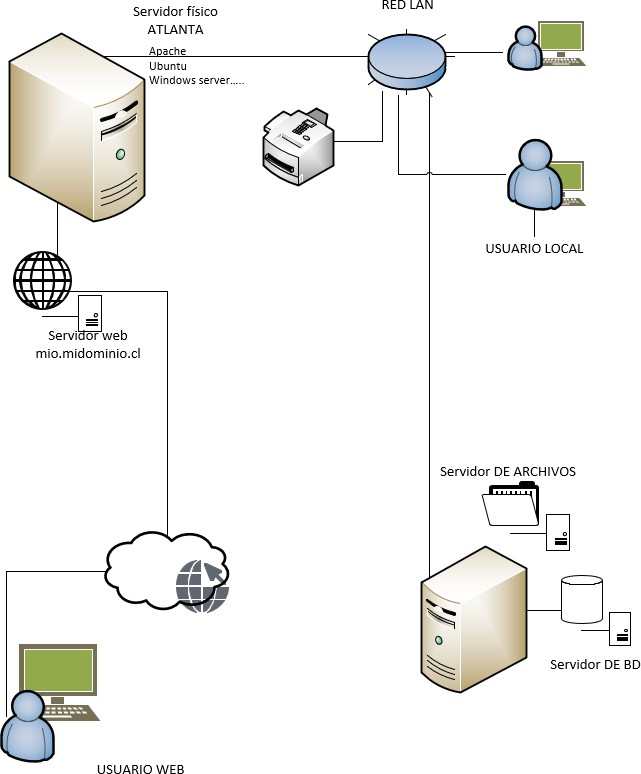 Servidor físico
ATLANTA
Apache
Ubuntu
Windows server.....
RED LAN
USUARIO LOCAL
Servidor web
mio.midominio.cl
Servidor DE ARCHIVOS
Servidor DE BD
USUARIO WEB